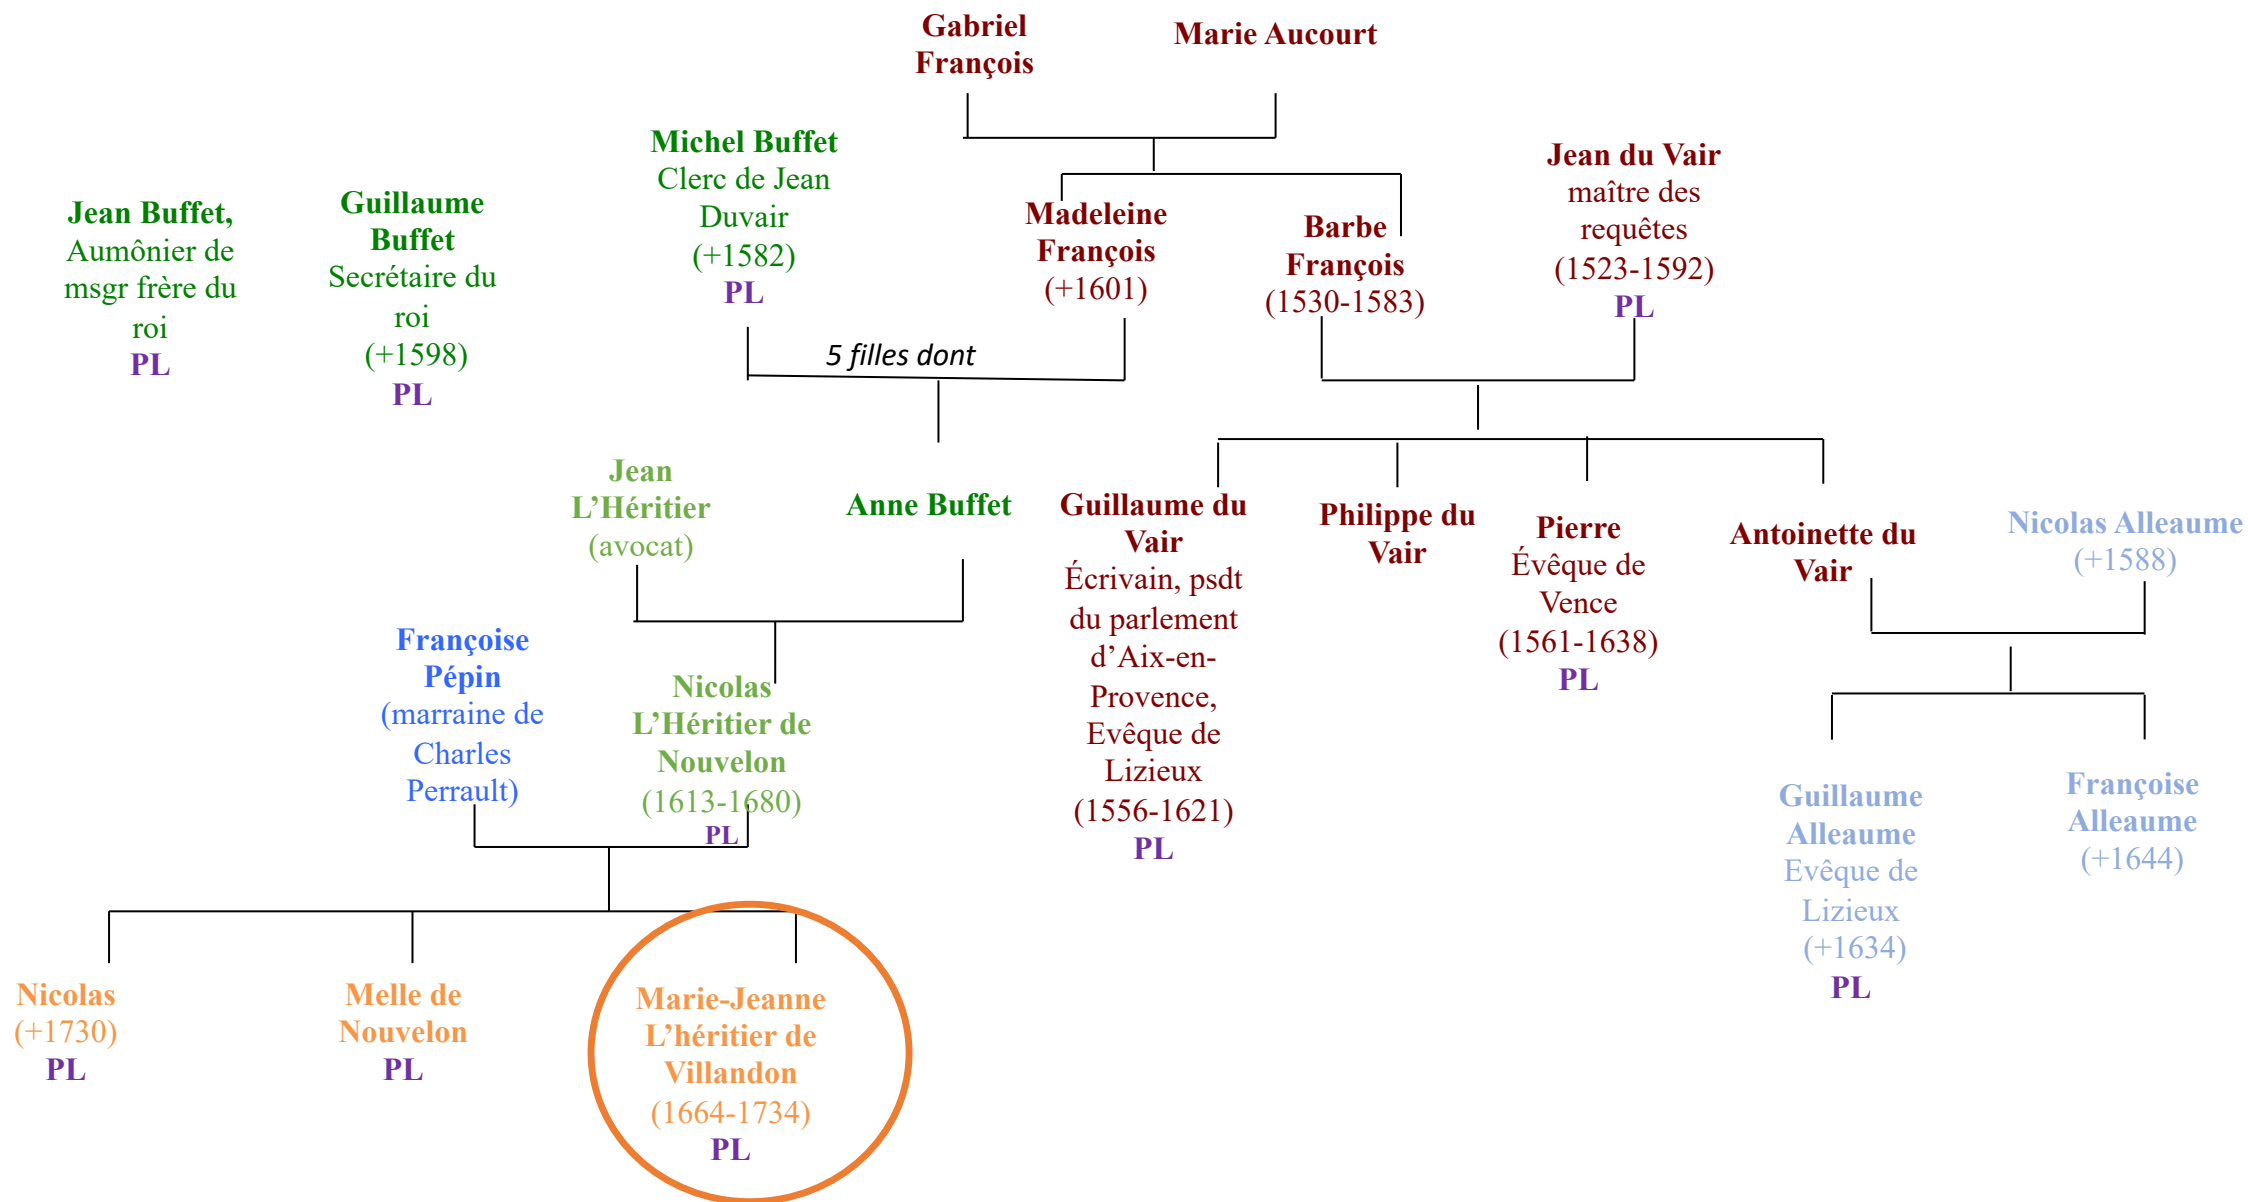 Gabriel
François
Marie Aucourt
Jean Buffet,
Aumônier de
msgr frère du
roi
PL
Guillaume
Buffet
Secrétaire du
roi
(+1598)
PL
Michel Buffet
Clerc de Jean
Duvair
(+1582)
PL
Madeleine
François
(+1601)
Barbe
François
(1530-1583)
Jean du Vair
maître des
requêtes
(1523-1592)
PL
5 filles dont
Jean
L’Héritier
(avocat)
Anne Buffet
Guillaume du
Vair
Écrivain, psdt
du parlement
d’Aix-en-
Provence,
Evêque de
Lizieux
(1556-1621)
PL
Philippe du
Vair
Pierre
Évêque de
Vence
(1561-1638)
PL
Antoinette du
Vair
Nicolas Alleaume
(+1588)
Françoise
Pépin
(marraine de
Charles
Perrault)
Nicolas
L’Héritier de
Nouvelon
(1613-1680)
PL
Guillaume
Alleaume
Evêque de
Lizieux
(+1634)
PL
Françoise
Alleaume
(+1644)
Nicolas
(+1730)
PL
Melle de
Nouvelon
PL
Marie-Jeanne
L’héritier de
Villandon
(1664-1734)
PL